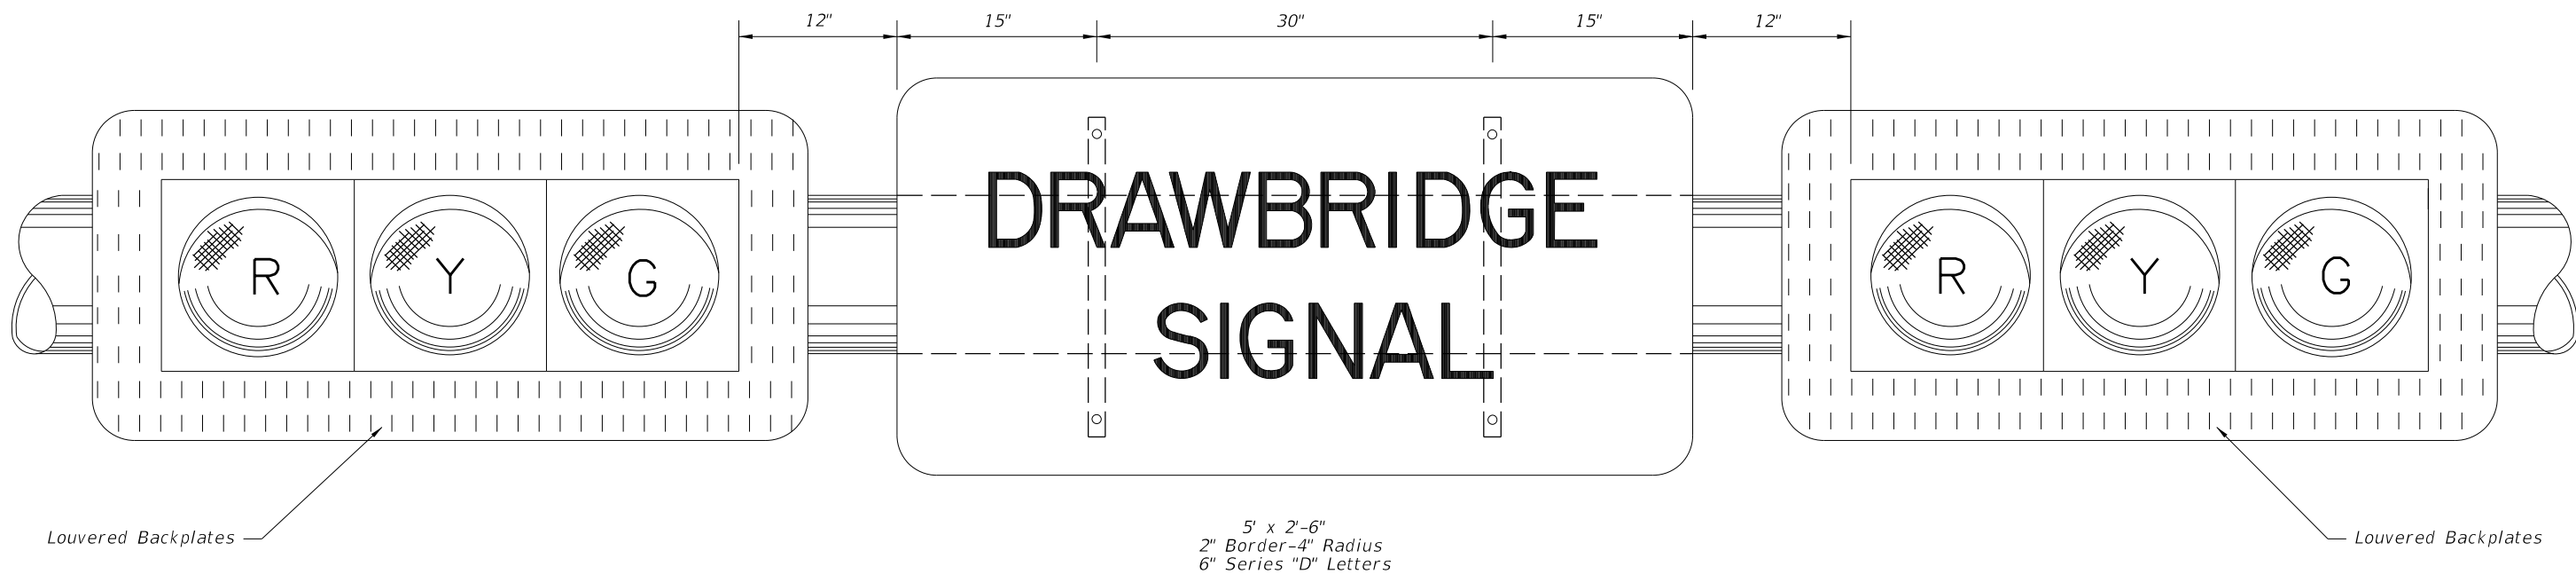 12" 15" 30" 15" 12"
DRAWBRIDGE
R Y G R Y G
SIGNAL
5' x 2'-6"
2" Border-4" Radius
6" Series "D" Letters
Louvered Backplates
Louvered Backplates